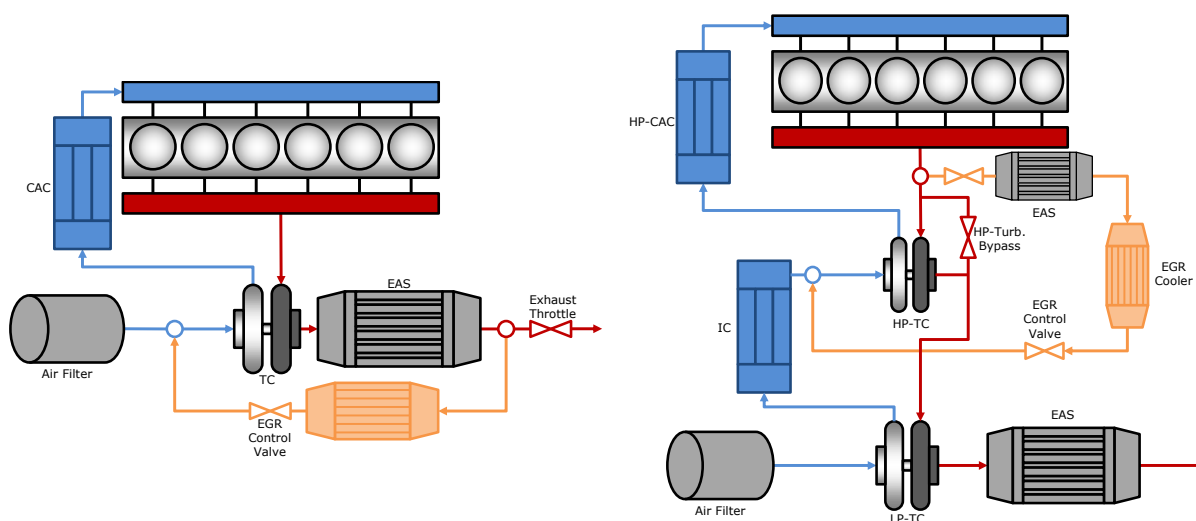 CAC
Air Filter
TC
EAS
Exhaust
Throttle
EGR
Control
Valve
HP-CAC
EAS
HP-Turb.
Bypass
EGR
Cooler
HP-TC
IC
EGR
Control
Valve
Air Filter
LP-TC
EAS